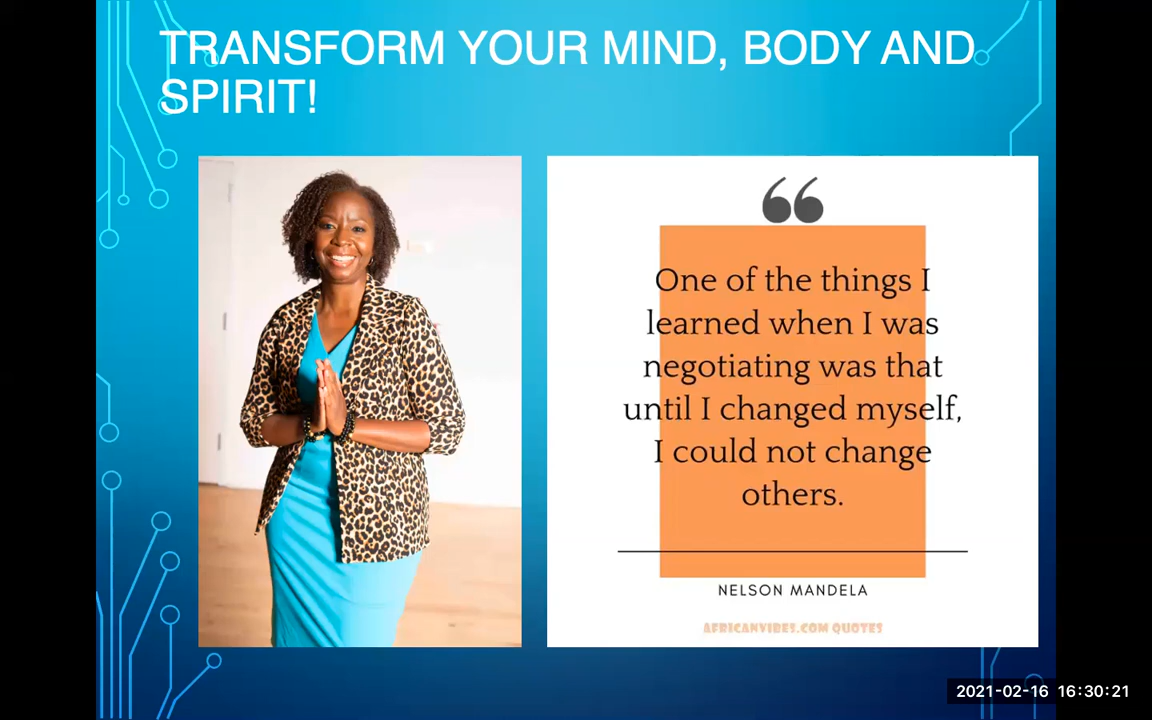 TRANSFORM YOUR MIND, BODY AND
SPIRIT!
“
One of the things I
learned when I was
negotiating was that
until I changed myself,
I could not change
others.
NELSON MANDELA
AFRICANVIBES.COM QUOTES
2021-02-16 16:30:21